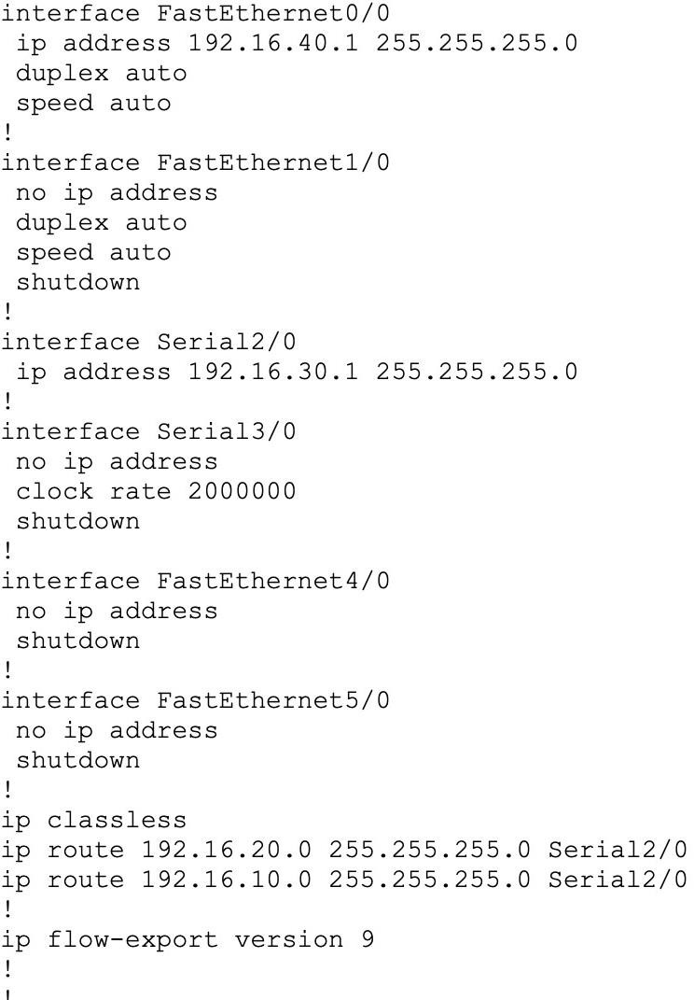 interface FastEthernet0/0
 ip address 192.16.40.1 255.255.255.0
 duplex auto
 speed auto
!
interface FastEthernet1/0
 no ip address
 duplex auto
 speed auto
 shutdown
!
interface Serial2/0
 ip address 192.16.30.1 255.255.255.0
!
interface Serial3/0
 no ip address
 clock rate 2000000
 shutdown
!
interface FastEthernet4/0
 no ip address
 shutdown
!
interface FastEthernet5/0
 no ip address
 shutdown
!
ip classless
ip route 192.16.20.0 255.255.255.0 Serial2/0
ip route 192.16.10.0 255.255.255.0 Serial2/0
!
ip flow-export version 9
!
!